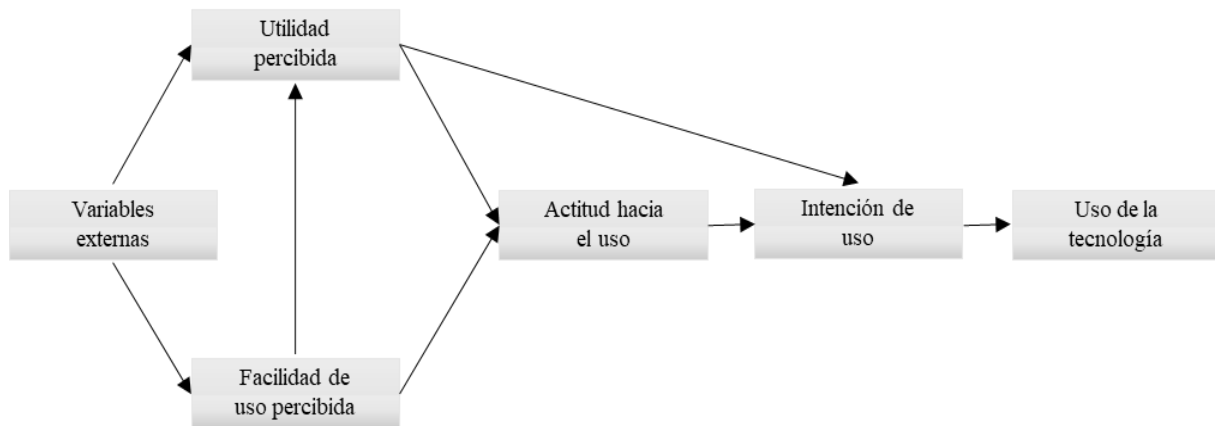 Utilidad
percibida
Variables
externas
Actitud hacia
el uso
Intención de
uso
Uso de la
tecnología
Facilidad de
uso percibida